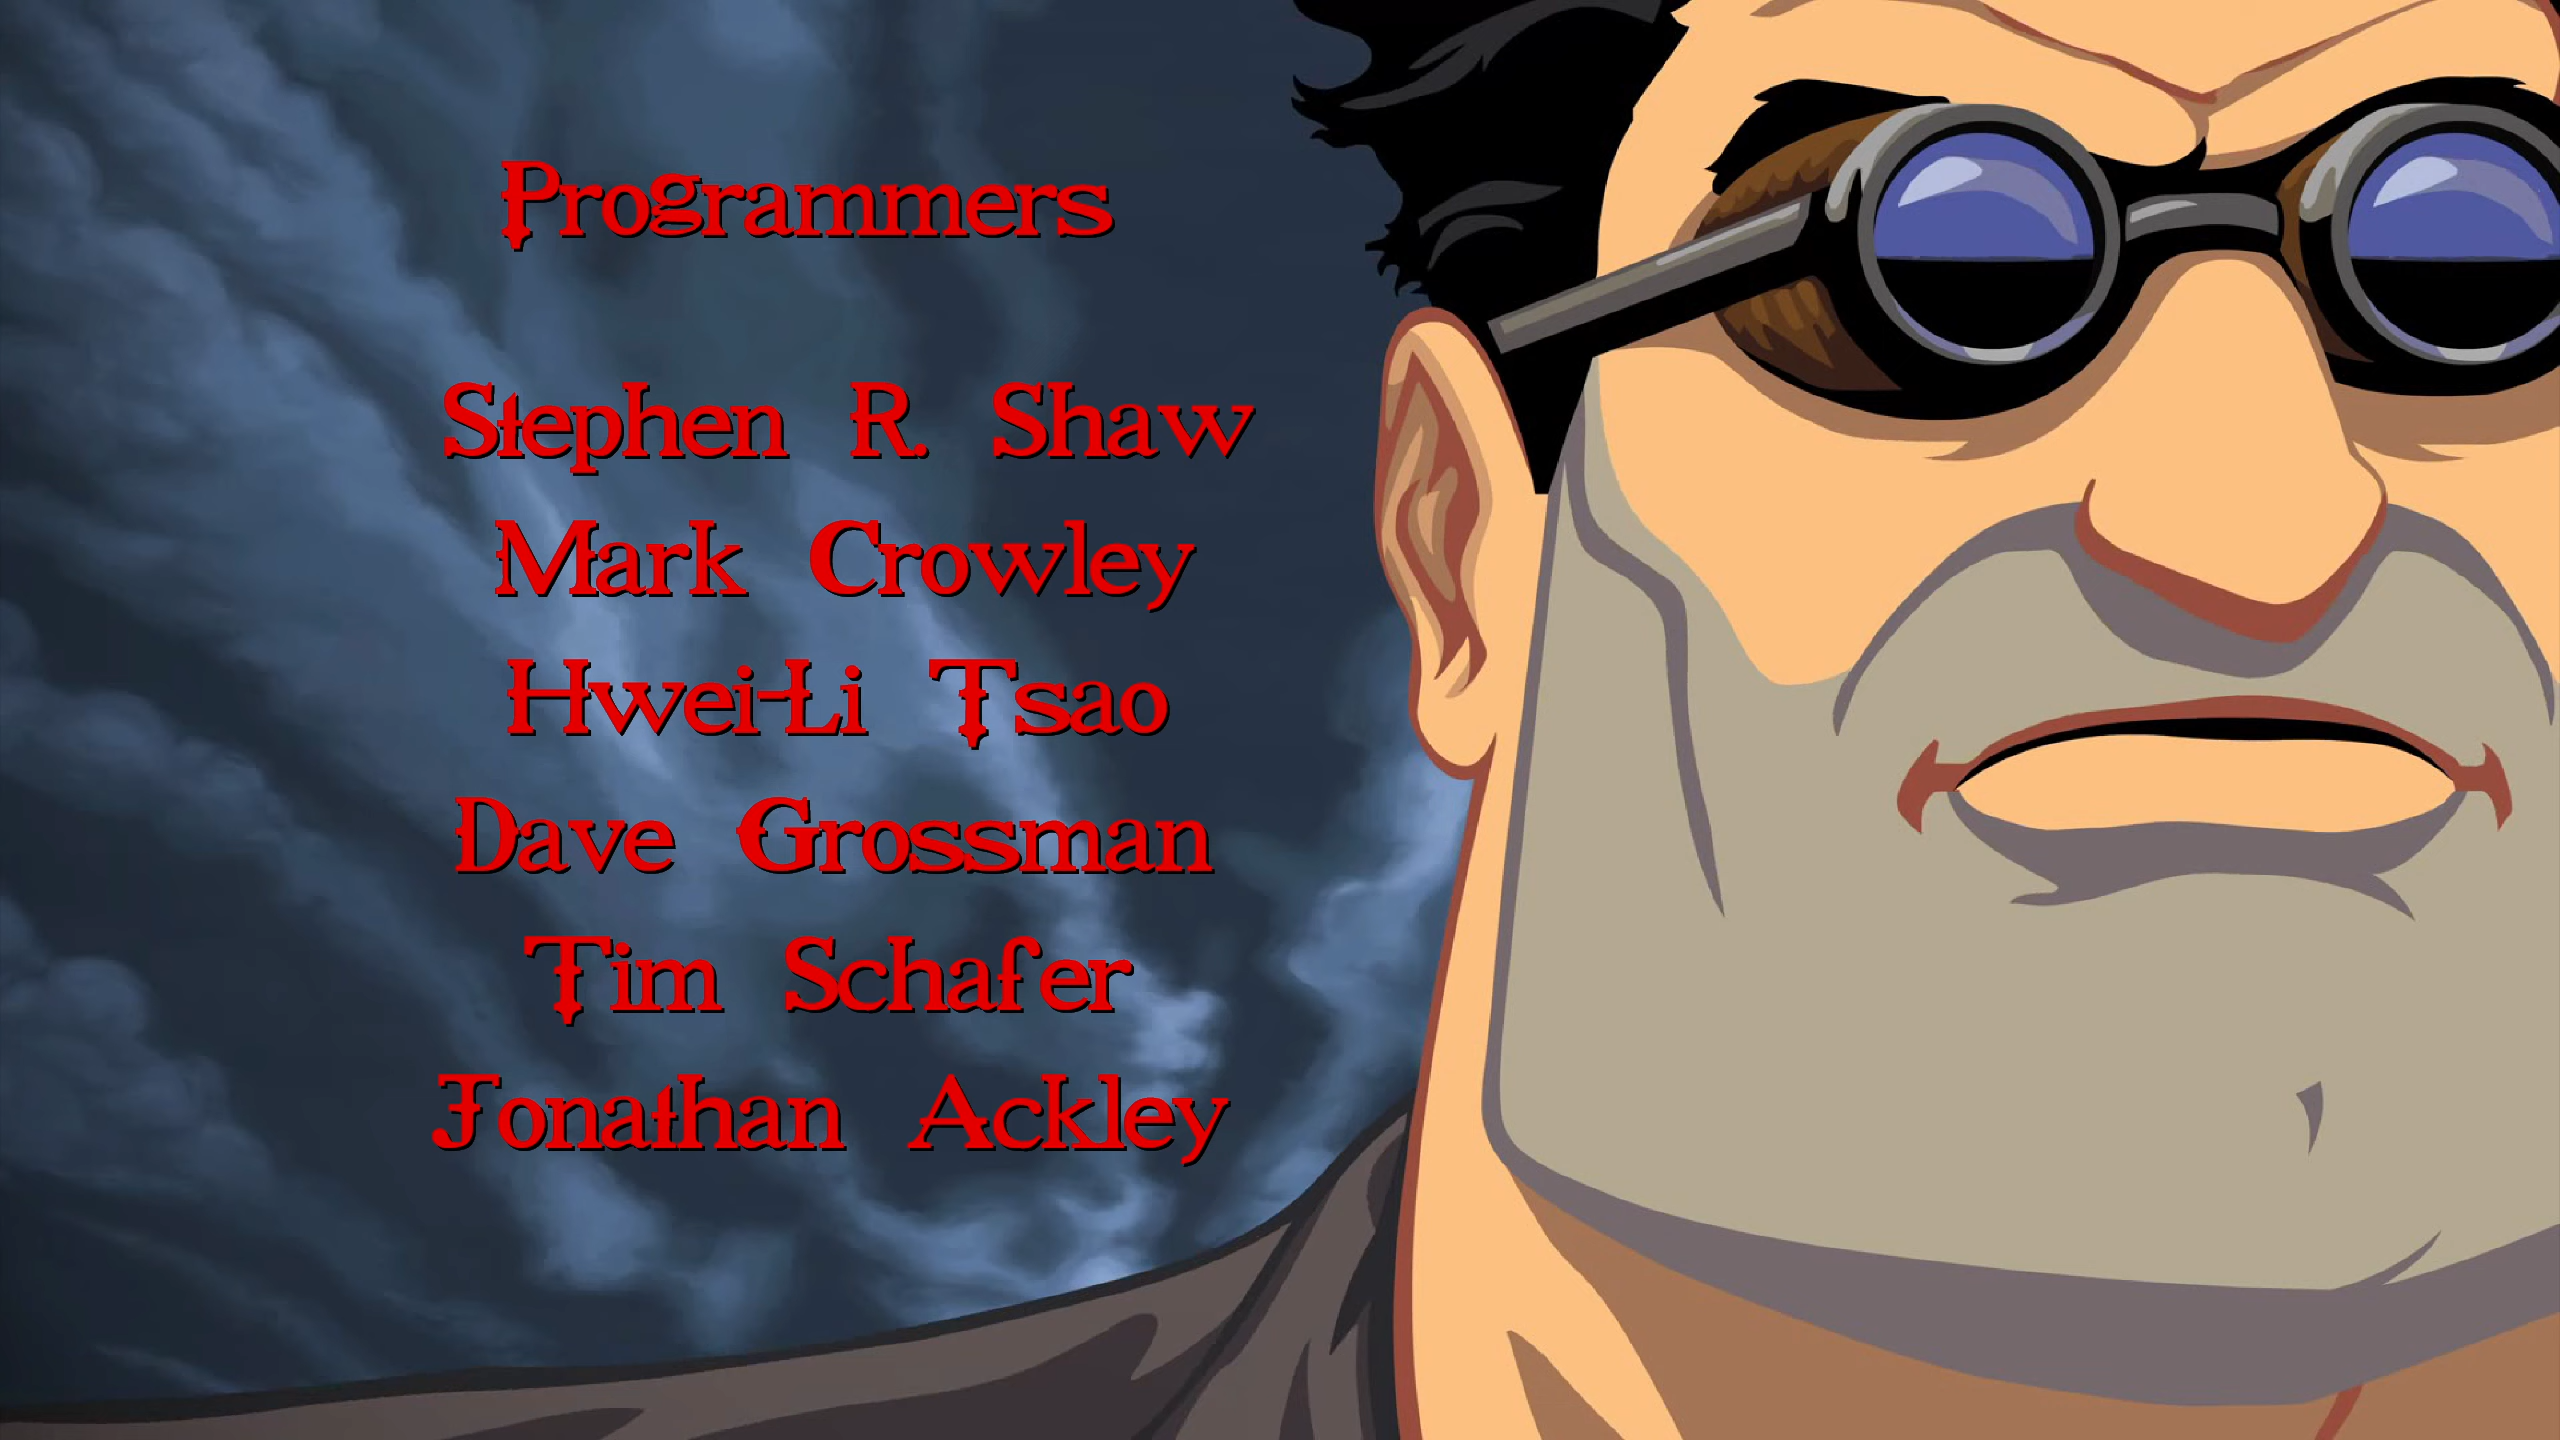 Programmers
Stephen R. Shaw
Mark Crowley
Hwei-Li Tsao
Dave Grossman
Tim Schafer
Jonathan Ackley